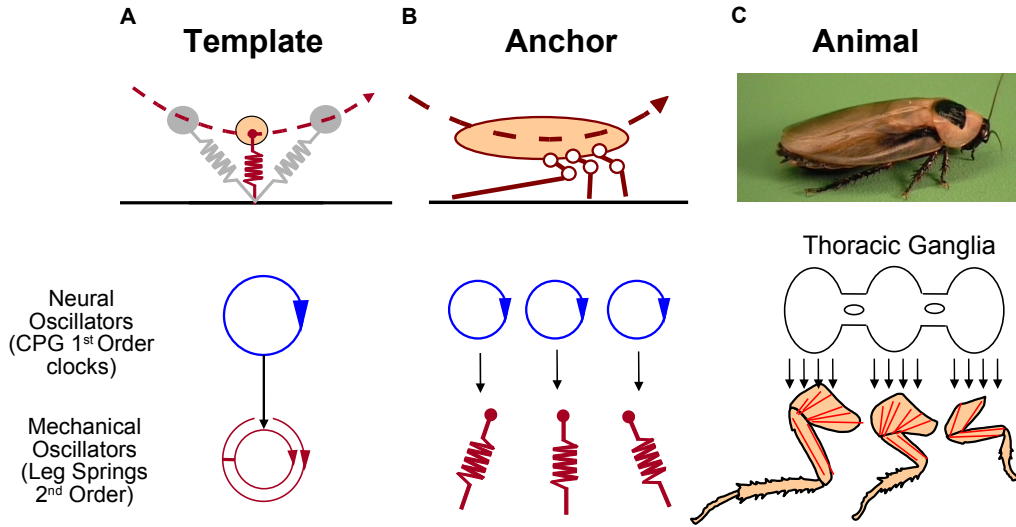 A
Template
B
Anchor
C
Animal
Thoracic Ganglia
Neural
Oscillators
(CPG 1st Order
clocks)
Mechanical
Oscillators
(Leg Springs
2nd Order)